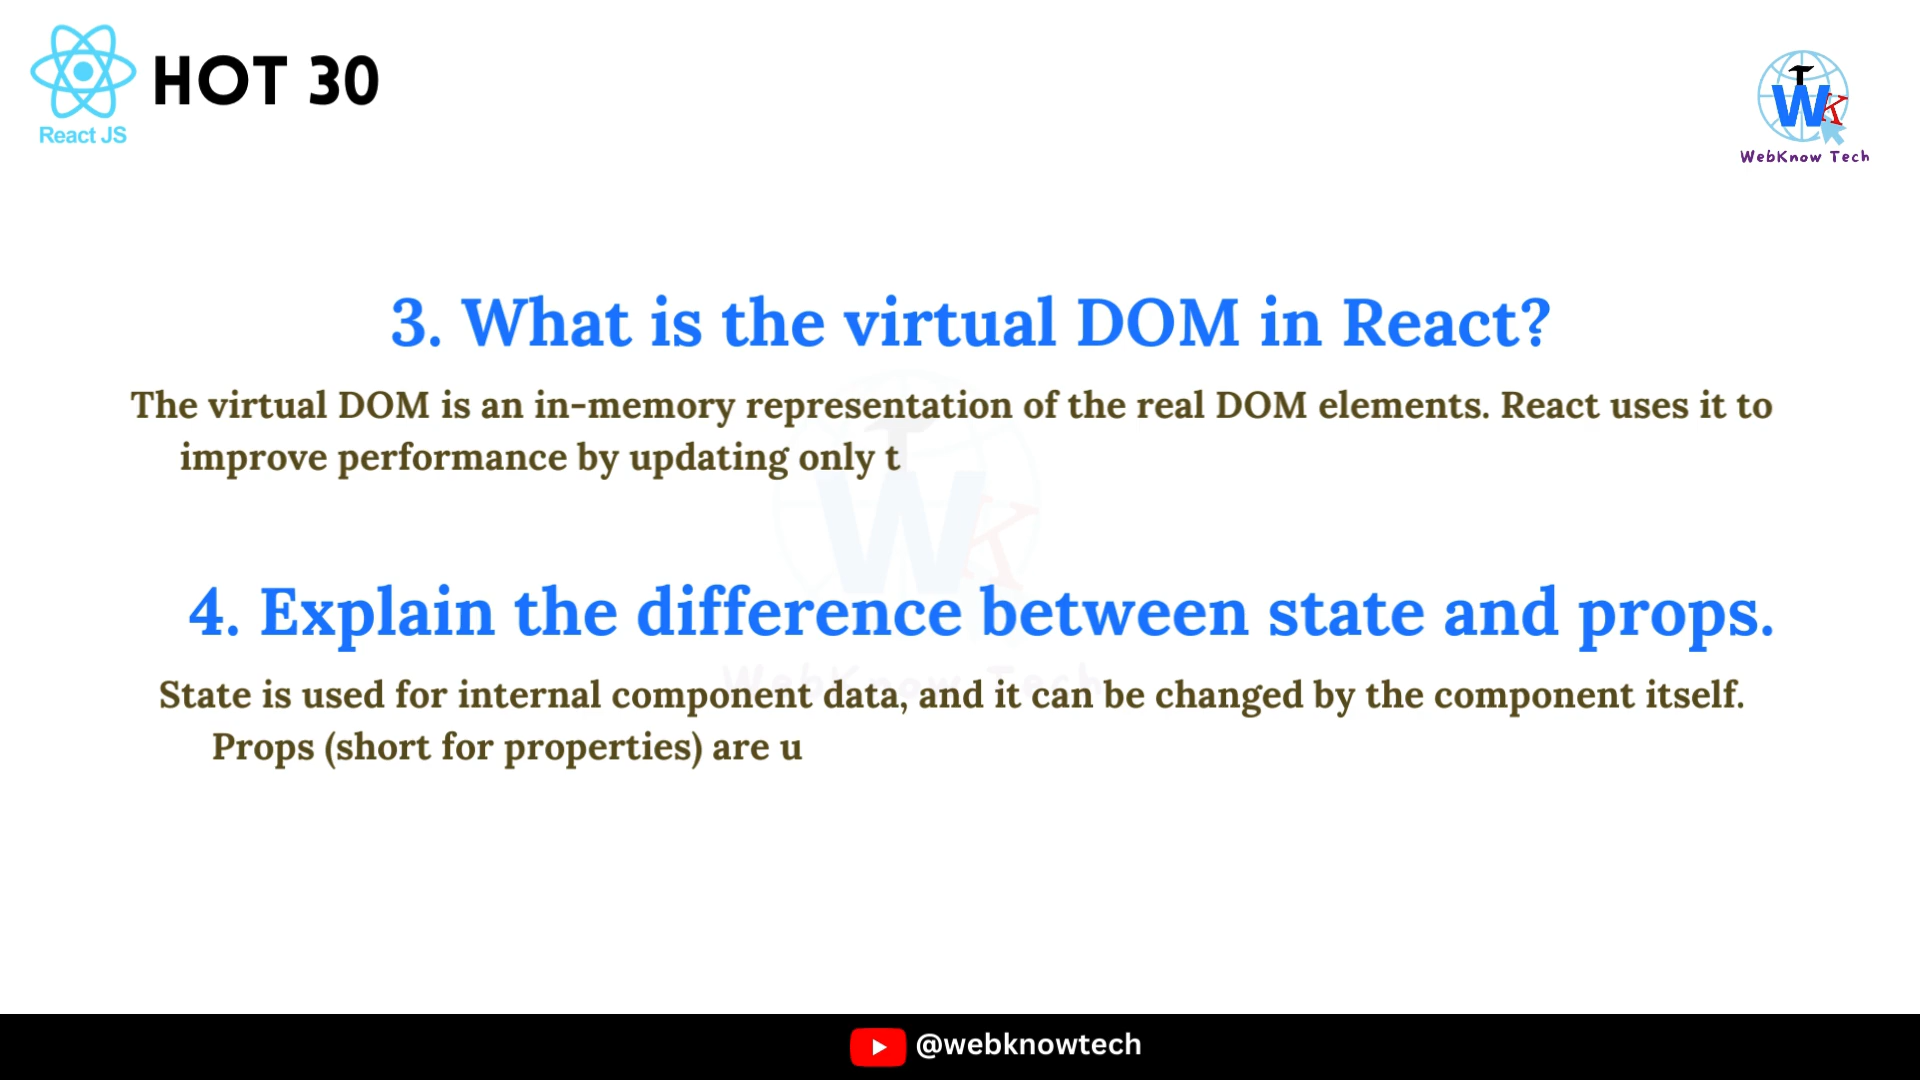 React JS
HOT 30
WebKnow Tech
3. What is the virtual DOM in React?
The virtual DOM is an in-memory representation of the real DOM elements. React uses it to
improve performance by updating only t
4. Explain the difference between state and props.
State is used for internal component data, and it can be changed by the component itself.
Props (short for properties) are u
WebKnow Tech
@webknowtech